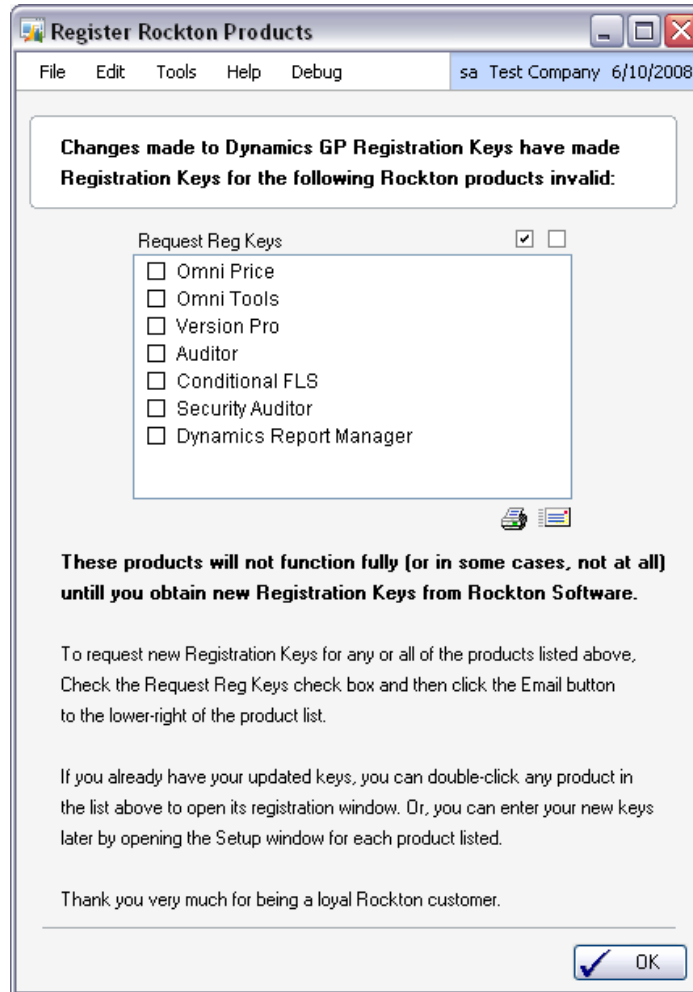 Register Rockton Products
File Edit Tools Help Debug sa Test Company 6/10/2008
Changes made to Dynamics GP Registration Keys have made
Registration Keys for the following Rockton products invalid:
Request Reg Keys
Omni Price
Omni Tools
Version Pro
Auditor
Conditional FLS
Security Auditor
Dynamics Report Manager
These products will not function fully (or in some cases, not at all)
untill you obtain new Registration Keys from Rockton Software.
To request new Registration Keys for any or all of the products listed above,
Check the Request Reg Keys check box and then click the Email button
to the lower-right of the product list.
If you already have your updated keys, you can double-click any product in
the list above to open its registration window. Or, you can enter your new keys
later by opening the Setup window for each product listed.
Thank you very much for being a loyal Rockton customer.
OK